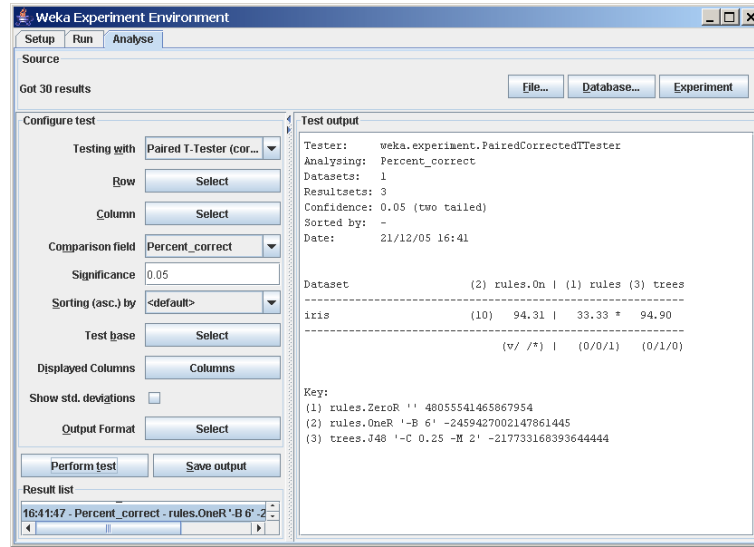 Weka Experiment Environment
Setup Run Analyse
Source
Got 30 results
File... Database... Experiment
Configure test
Testing with Paired T-Tester (cor...
Row Select
Column Select
Comparison field Percent_correct
Significance 0.05
Sorting (asc.) by <default>
Test base Select
Displayed Columns Columns
Show std. deviations
Output Format Select
Perform test Save output
Result list
16:41:47 - Percent_correct - rules.OneR '-B 6' -2
Test output
Tester: weka.experiment.PairedCorrectedTTester
Analysing: Percent_correct
Datasets: 1
Resultsets: 3
Confidence: 0.05 (two tailed)
Sorted by: -
Date: 21/12/05 16:41
Dataset (2) rules.On | (1) rules (3) trees
--------------------------------------------------------------
iris (10) 94.31 | 33.33 * 94.90
--------------------------------------------------------------
(v/ /*) | (0/0/1) (0/1/0)
Key:
(1) rules.ZeroR '' 48055541465867954
(2) rules.OneR '-B 6' -2459427002147861445
(3) trees.J48 '-C 0.25 -M 2' -217733168393644444